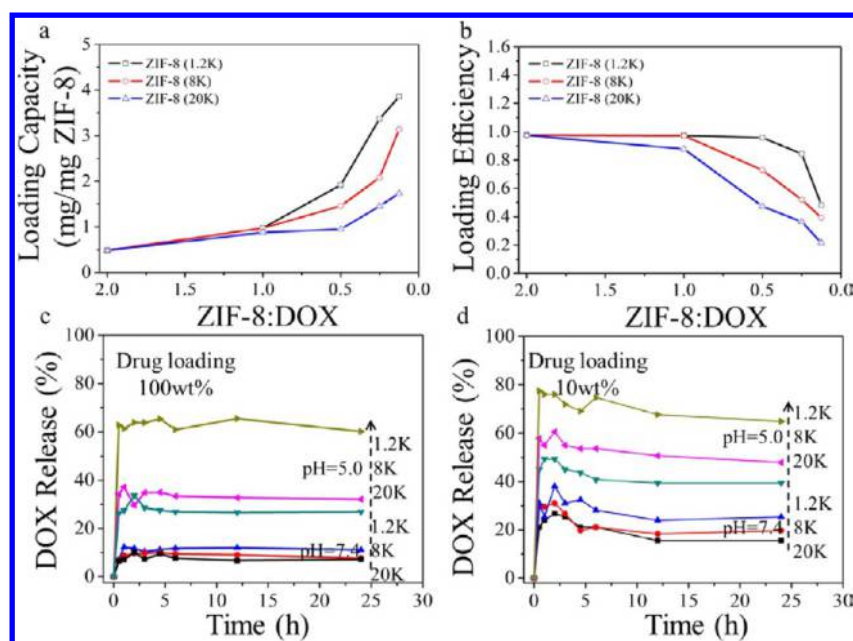 a
ZIF-8 (1.2K)
ZIF-8 (8K)
ZIF-8 (20K)
Loading Capacity
(mg/mg ZIF-8)
5
4
3
2
1
0
2.0 1.5 1.0 0.5 0.0
ZIF-8:DOX
b
ZIF-8 (1.2K)
ZIF-8 (8K)
ZIF-8 (20K)
Loading Efficiency
1.6
1.4
1.2
1.0
0.8
0.6
0.4
0.2
0.0
2.0 1.5 1.0 0.5 0.0
ZIF-8:DOX
c
Drug loading
100wt%
DOX Release (%)
100
80
60
40
20
0
1.2K
pH=5.0 8K
20K
1.2K
pH=7.4 8K
20K
0 5 10 15 20 25 30
Time (h)
d
Drug loading
10wt%
DOX Release (%)
100
80
60
40
20
0
1.2K
pH=5.0 8K
20K
1.2K
pH=7.4 8K
20K
0 5 10 15 20 25 30
Time (h)